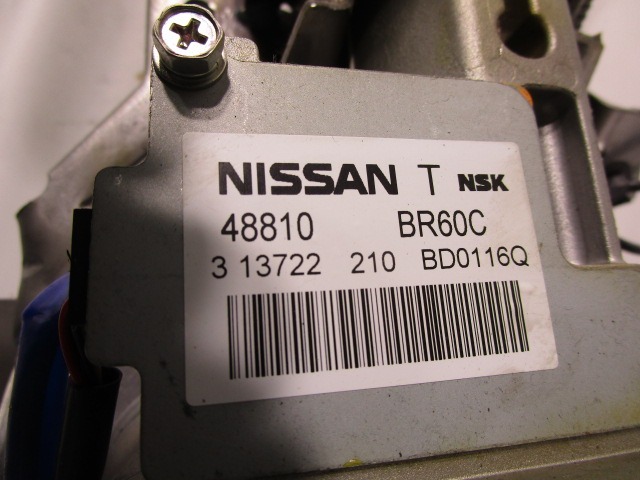 NISSAN T NSK
48810 BR60C
3 13722 210 BD0116Q